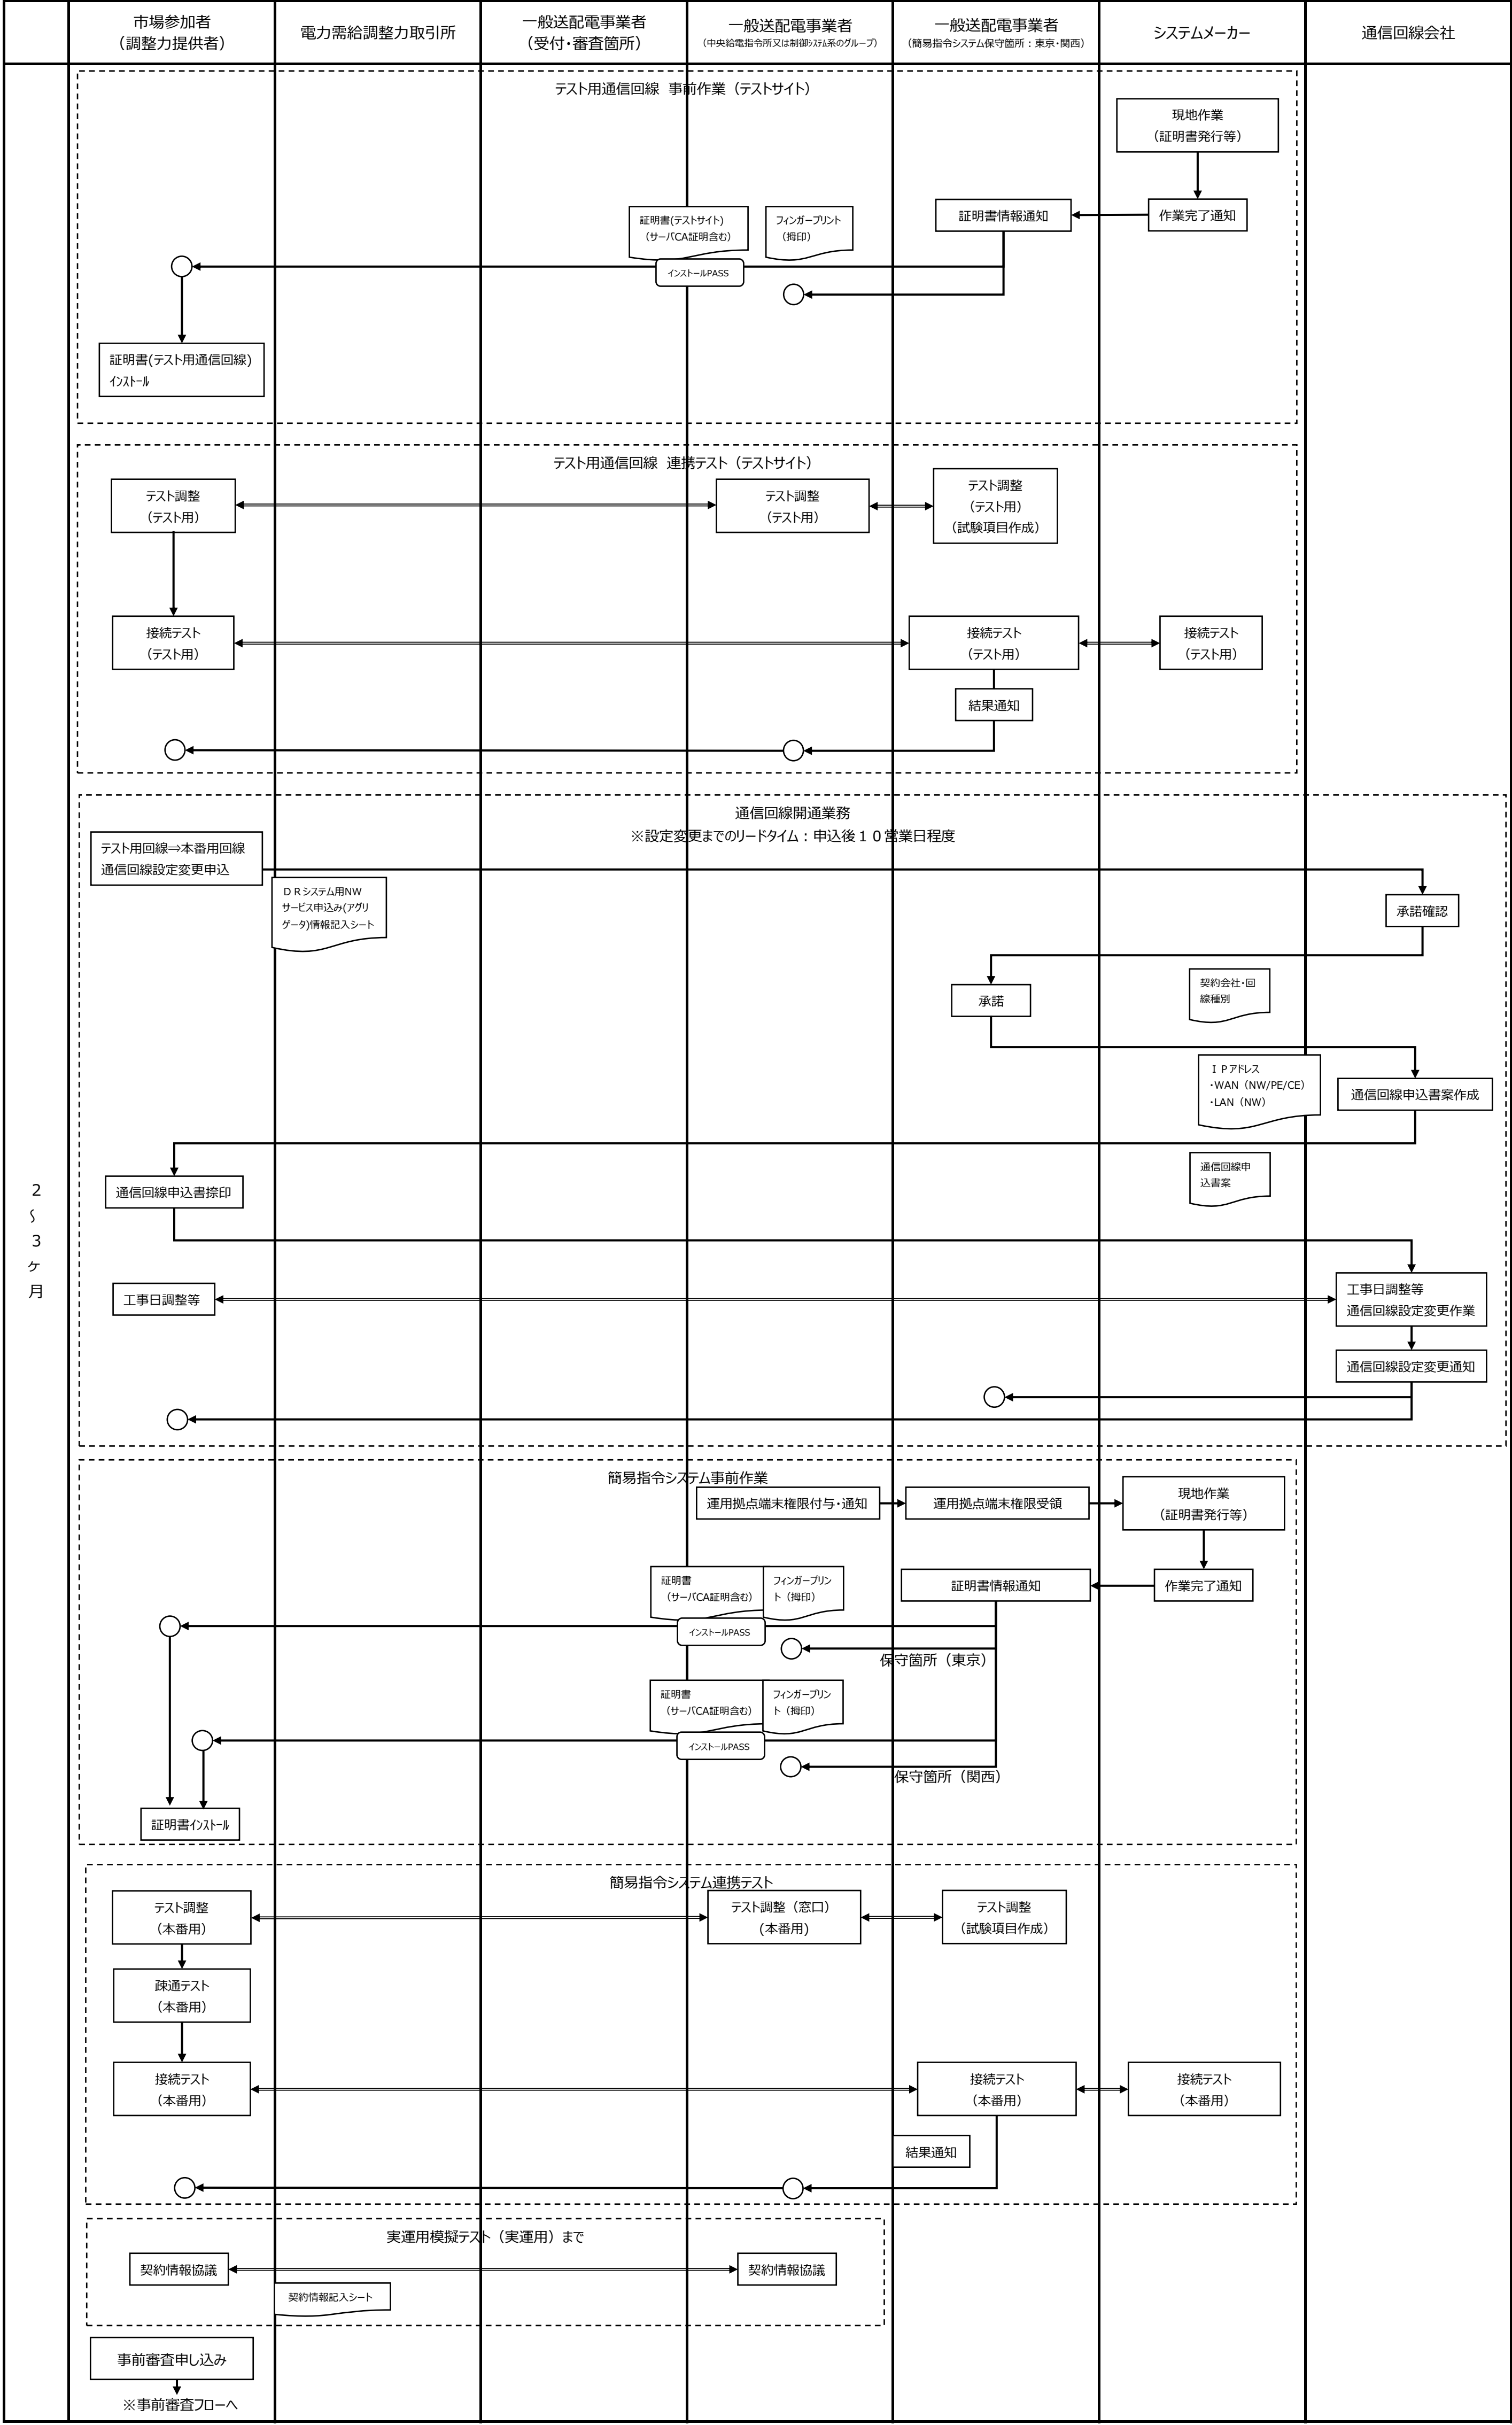 市場参加者
（調整力提供者）
電力需給調整力取引所
一般送配電事業者
（受付・審査箇所）
一般送配電事業者
（中央給電指令所又は制御ｼｽﾃﾑ系のグループ）
一般送配電事業者
（簡易指令システム保守箇所：東京・関西）
システムメーカー
通信回線会社
２
～
３
ヶ
月
テスト用通信回線　事前作業（テストサイト）
現地作業
（証明書発行等）
作業完了通知
証明書情報通知
証明書(テストサイト)
（サーバCA証明含む）
フィンガープリント
（拇印）
インストールPASS
証明書(テスト用通信回線)
ｲﾝｽﾄｰﾙ
テスト用通信回線　連携テスト（テストサイト）
テスト調整
（テスト用）
テスト調整
（テスト用）
テスト調整
（テスト用）
（試験項目作成）
接続テスト
（テスト用）
接続テスト
（テスト用）
接続テスト
（テスト用）
結果通知
通信回線開通業務
※設定変更までのリードタイム：申込後１０営業日程度
テスト用回線⇒本番用回線
通信回線設定変更申込
ＤＲシステム用NW
サービス申込み(アグリ
ゲータ)情報記入シート
承諾確認
承諾
契約会社・回
線種別
ＩＰアドレス
・WAN（NW/PE/CE）
・LAN（NW）
通信回線申込書案作成
通信回線申
込書案
通信回線申込書捺印
工事日調整等
工事日調整等
通信回線設定変更作業
通信回線設定変更通知
簡易指令システム事前作業
運用拠点端末権限付与・通知
運用拠点端末権限受領
現地作業
（証明書発行等）
作業完了通知
証明書情報通知
証明書
（サーバCA証明含む）
フィンガープリン
ト（拇印）
インストールPASS
保守箇所（東京）
証明書
（サーバCA証明含む）
フィンガープリン
ト（拇印）
インストールPASS
保守箇所（関西）
証明書ｲﾝｽﾄｰﾙ
簡易指令システム連携テスト
テスト調整
（本番用）
テスト調整（窓口）
（本番用)
テスト調整
（試験項目作成）
疎通テスト
（本番用）
接続テスト
（本番用）
接続テスト
（本番用）
接続テスト
（本番用）
結果通知
実運用模擬テスト（実運用）まで
契約情報協議
契約情報協議
契約情報記入シート
事前審査申し込み
※事前審査フローへ